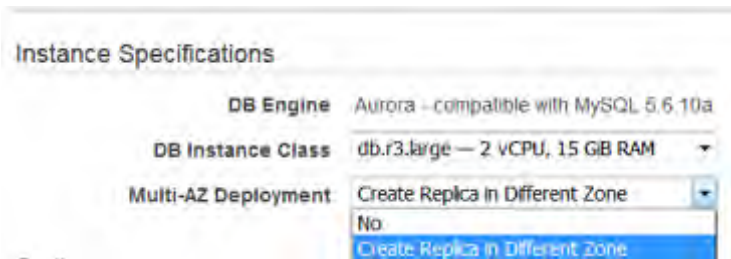 Instance Specifications
DB Engine Aurora - compatible with MySQL 5.6.10a
DB Instance Class db.r3.large — 2 vCPU, 15 GiB RAM
Multi-AZ Deployment Create Replica in Different Zone
No
Create Replica in Different Zone